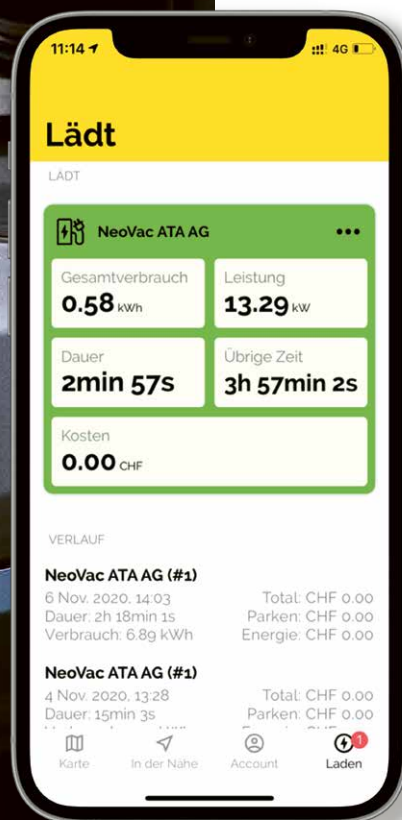 11:14
4G
Lädt
LÄDT
NeoVac ATA AG
Gesamtverbrauch
0.58 kWh
Leistung
13.29 kW
Dauer
2min 57s
Übrige Zeit
3h 57min 2s
Kosten
0.00 CHF
VERLAUF
NeoVac ATA AG (#1)
6 Nov. 2020, 14:03 Total: CHF 0.00
Dauer: 2h 18min 1s Parken: CHF 0.00
Verbrauch: 6.89 kWh Energie: CHF 0.00
NeoVac ATA AG (#1)
4 Nov. 2020, 13:28 Total: CHF 0.00
Dauer: 15min 3s Parken: CHF 0.00
Karte
In der Nähe
Account
1
Laden